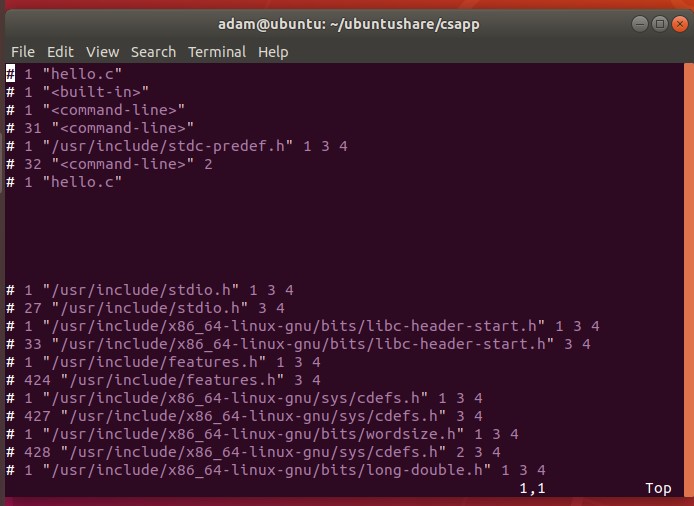 adam@ubuntu: ~/ubuntushare/csapp
File Edit View Search Terminal Help
# 1 "hello.c"
# 1 "<built-in>"
# 1 "<command-line>"
# 31 "<command-line>"
# 1 "/usr/include/stdc-predef.h" 1 3 4
# 32 "<command-line>" 2
# 1 "hello.c"
# 1 "/usr/include/stdio.h" 1 3 4
# 27 "/usr/include/stdio.h" 3 4
# 1 "/usr/include/x86_64-linux-gnu/bits/libc-header-start.h" 1 3 4
# 33 "/usr/include/x86_64-linux-gnu/bits/libc-header-start.h" 3 4
# 1 "/usr/include/features.h" 1 3 4
# 424 "/usr/include/features.h" 3 4
# 1 "/usr/include/x86_64-linux-gnu/sys/cdefs.h" 1 3 4
# 427 "/usr/include/x86_64-linux-gnu/sys/cdefs.h" 3 4
# 1 "/usr/include/x86_64-linux-gnu/bits/wordsize.h" 1 3 4
# 428 "/usr/include/x86_64-linux-gnu/sys/cdefs.h" 2 3 4
# 1 "/usr/include/x86_64-linux-gnu/bits/long-double.h" 1 3 4
1,1 Top